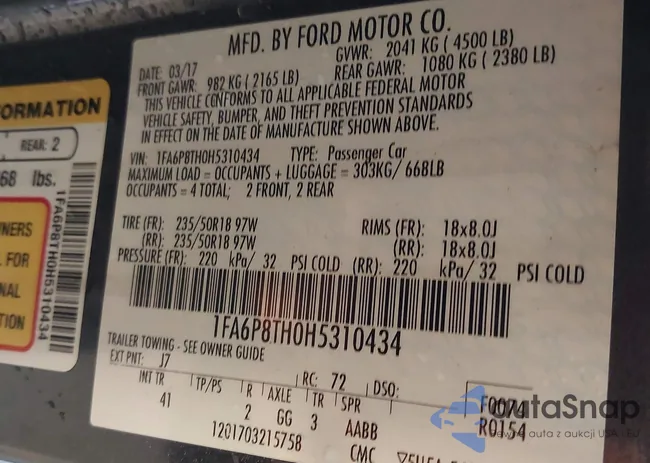 MFD. BY FORD MOTOR CO.
DATE: 03/17 GVWR: 2041 KG ( 4500 LB)
FRONT GAWR: 982 KG ( 2165 LB) REAR GAWR: 1080 KG ( 2380 LB)
THIS VEHICLE CONFORMS TO ALL APPLICABLE FEDERAL MOTOR
VEHICLE SAFETY, BUMPER, AND THEFT PREVENTION STANDARDS
IN EFFECT ON THE DATE OF MANUFACTURE SHOWN ABOVE.
VIN: 1FA6P8TH0H5310434 TYPE: Passenger Car
MAXIMUM LOAD = OCCUPANTS + LUGGAGE = 303KG/ 668LB
OCCUPANTS = 4 TOTAL; 2 FRONT, 2 REAR
TIRE (FR): 235/50R18 97W RIMS (FR): 18x8.0J
(RR): 235/50R18 97W (RR): 18x8.0J
PRESSURE (FR): 220 kPa/ 32 PSI COLD (RR): 220 kPa/ 32 PSI COLD
1FA6P8TH0H5310434
TRAILER TOWING - SEE OWNER GUIDE
EXT PNT: J7 RC: 72 DSO:
INT TR TP/PS R AXLE TR SPR
41 2 GG 3 AABB
1201703215758 CMC
R0154
ORMATION
REAR: 2
68 lbs.
NERS
L FOR
NAL
TION
1FA6P8TH0H5310434
autaSnap